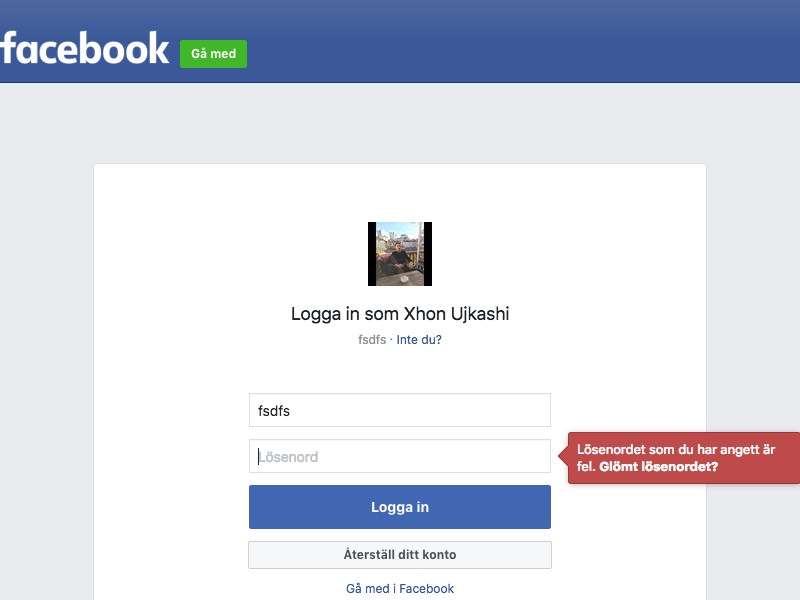 facebook
Gå med
Logga in som Xhon Ujkashi
fsdfs · Inte du?
fsdfs
Lösenord
Lösenordet som du har angett är
fel. Glömt lösenordet?
Logga in
Återställ ditt konto
Gå med i Facebook